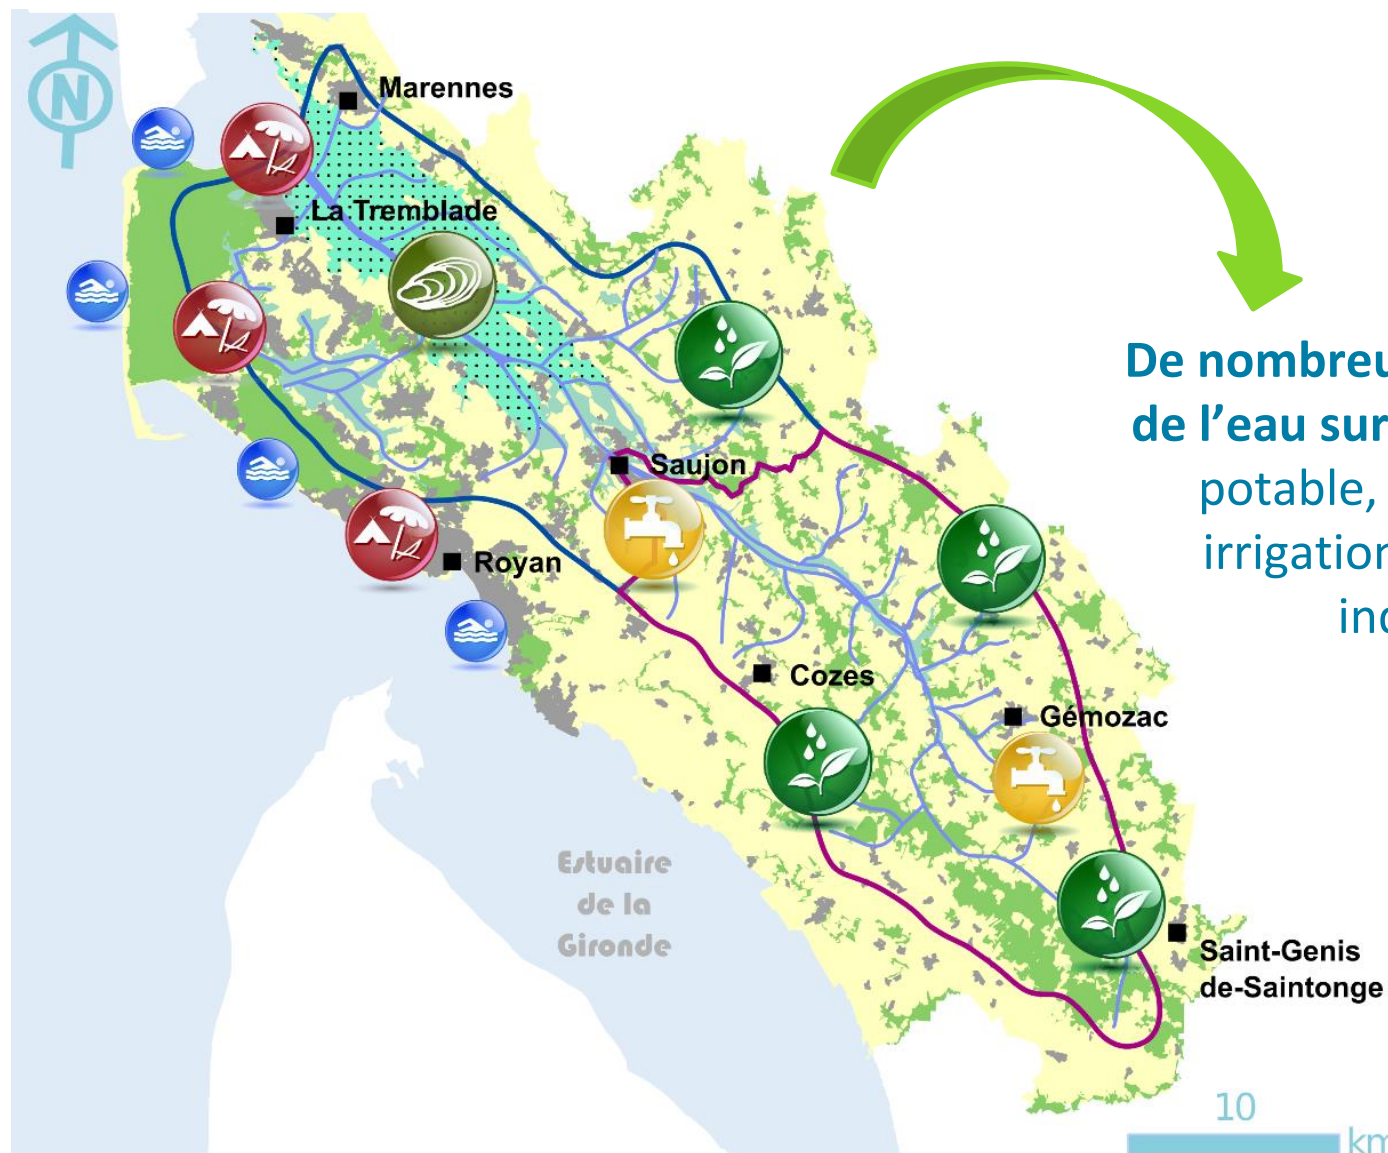 N
Marennes
La Tremblade
De nombreu
de l'eau sur
Saujon
potable,
irrigation
Royan
ind
Cozes
Gémozac
Estuaire
de la
Gironde
Saint-Genis
de-Saintonge
10
km